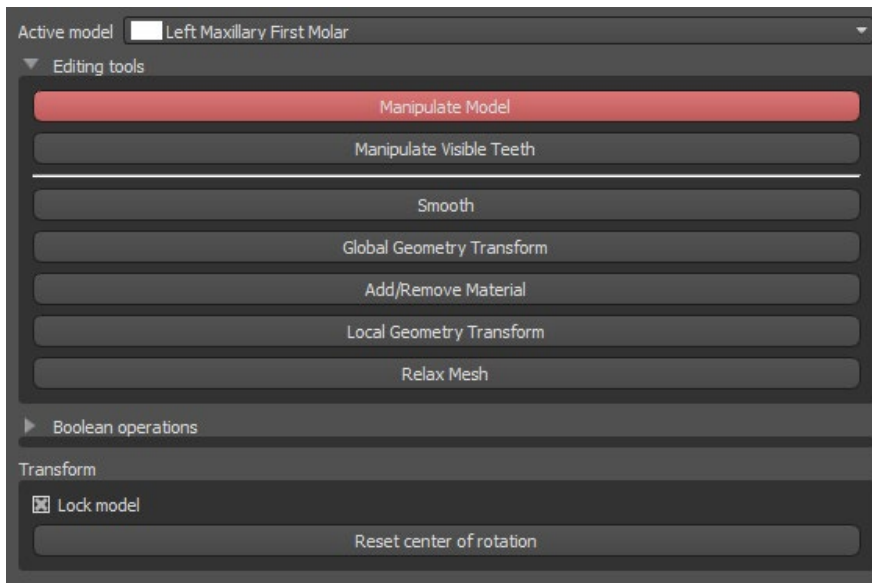 Active model Left Maxillary First Molar
Editing tools
Manipulate Model
Manipulate Visible Teeth
Smooth
Global Geometry Transform
Add/Remove Material
Local Geometry Transform
Relax Mesh
Boolean operations
Transform
Lock model
Reset center of rotation